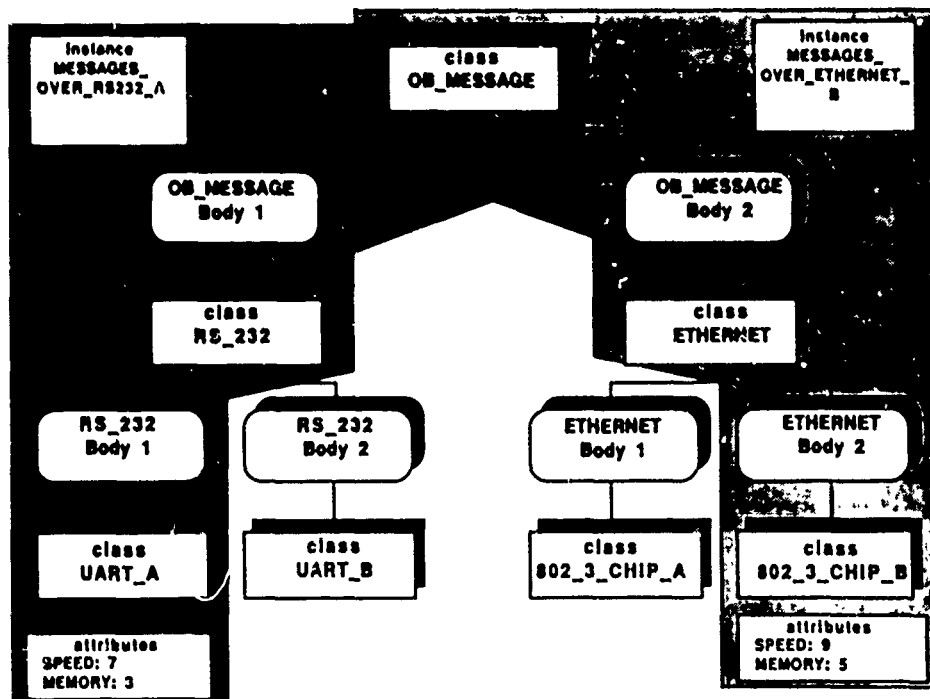 Instance
MESSAGES_
OVER_RS232_A
class
OB_MESSAGE
Instance
MESSAGES_
OVER_ETHERNET_
B
OB_MESSAGE
Body 1
OB_MESSAGE
Body 2
class
RS_232
class
ETHERNET
RS_232
Body 1
RS_232
Body 2
ETHERNET
Body 1
ETHERNET
Body 2
class
UART_A
class
UART_B
class
802_3_CHIP_A
class
802_3_CHIP_B
attributes
SPEED: 7
MEMORY: 3
attributes
SPEED: 9
MEMORY: 5